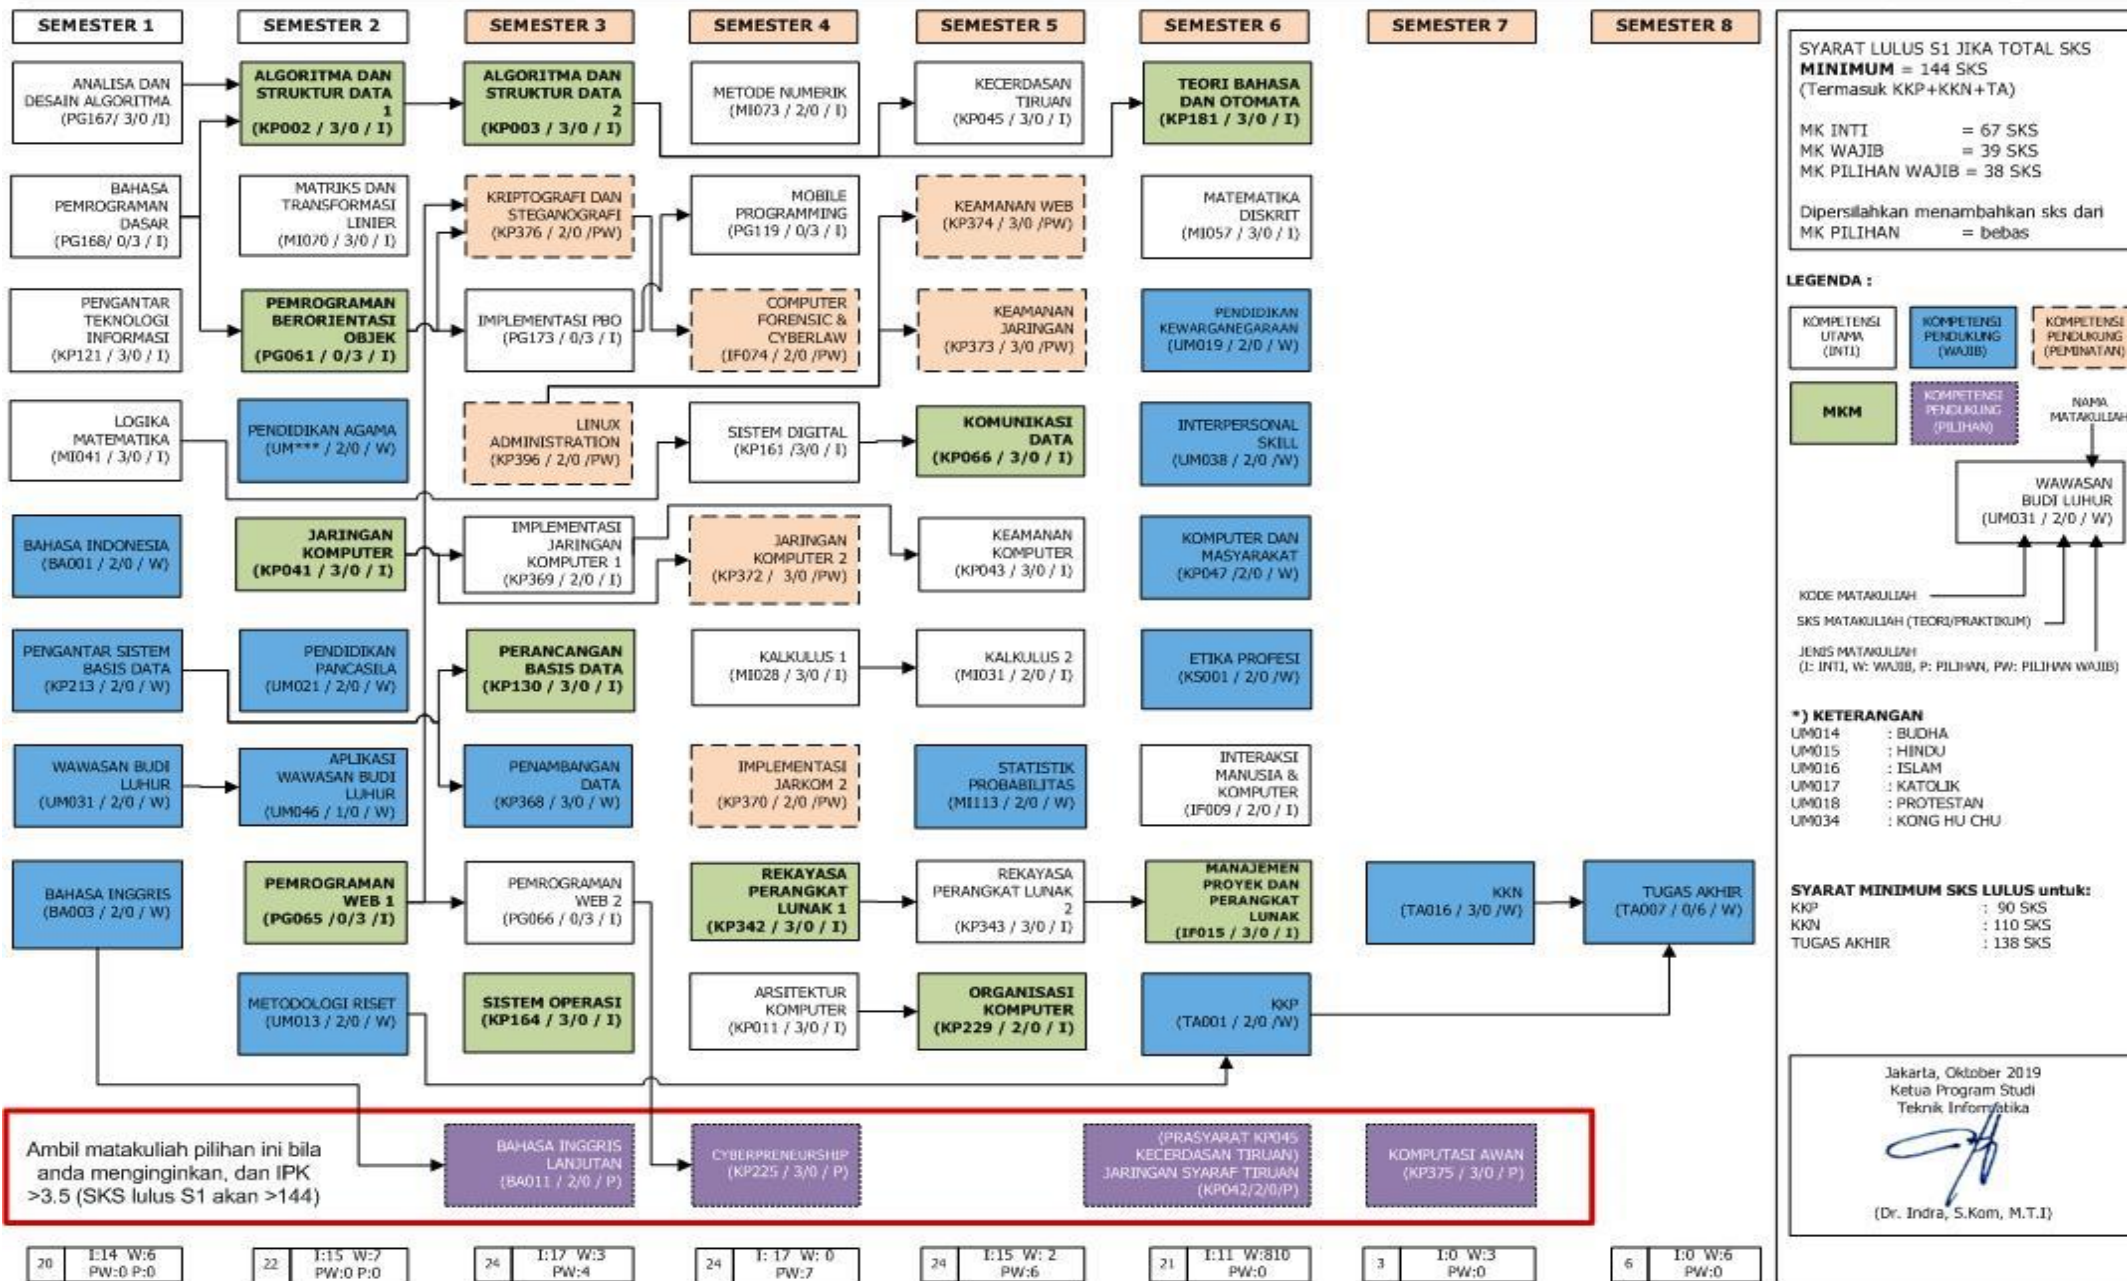 SEMESTER 1
SEMESTER 2
SEMESTER 3
SEMESTER 4
SEMESTER 5
SEMESTER 6
SEMESTER 7
SEMESTER 8
ANALISA DAN
DESAIN ALGORITMA
(PG167/ 3/0 /I)
ALGORITMA DAN
STRUKTUR DATA
1
(KP002 / 3/0 / I)
ALGORITMA DAN
STRUKTUR DATA
2
(KP003 / 3/0 / I)
METODE NUMERIK
(MI073 / 2/0 / I)
KECERDASAN
TIRUAN
(KP045 / 3/0 / I)
TEORI BAHASA
DAN OTOMATA
(KP181 / 3/0 / I)
BAHASA
PEMROGRAMAN
DASAR
(PG168/ 0/3 / I)
MATRIKS DAN
TRANSFORMASI
LINIER
(MI070 / 3/0 / I)
KRIPTOGRAFI DAN
STEGANOGRAFI
(KP376 / 2/0 /PW)
MOBILE
PROGRAMMING
(PG119 / 0/3 / I)
KEAMANAN WEB
(KP374 / 3/0 /PW)
MATEMATIKA
DISKRIT
(MI057 / 3/0 / I)
PENGANTAR
TEKNOLOGI
INFORMASI
(KP121 / 3/0 / I)
PEMROGRAMAN
BERORIENTASI
OBJEK
(PG061 / 0/3 / I)
IMPLEMENTASI PBO
(PG173 / 0/3 / I)
COMPUTER
FORENSIC &
CYBERLAW
(IF074 / 2/0 /PW)
KEAMANAN
JARINGAN
(KP373 / 3/0 /PW)
PENDIDIKAN
KEWARGANEGARAAN
(UM019 / 2/0 / W)
LOGIKA
MATEMATIKA
(MI041 / 3/0 / I)
PENDIDIKAN AGAMA
(UM*** / 2/0 / W)
LINUX
ADMINISTRATION
(KP396 / 2/0 /PW)
SISTEM DIGITAL
(KP161 /3/0 / I)
KOMUNIKASI
DATA
(KP066 / 3/0 / I)
INTERPERSONAL
SKILL
(UM038 / 2/0 /W)
BAHASA INDONESIA
(BA001 / 2/0 / W)
JARINGAN
KOMPUTER
(KP041 / 3/0 / I)
IMPLEMENTASI
JARINGAN
KOMPUTER 1
(KP369 / 2/0 / I)
JARINGAN
KOMPUTER 2
(KP372 / 3/0 /PW)
KEAMANAN
KOMPUTER
(KP043 / 3/0 / I)
KOMPUTER DAN
MASYARAKAT
(KP047 /2/0 / W)
PENGANTAR SISTEM
BASIS DATA
(KP213 / 2/0 / W)
PENDIDIKAN
PANCASILA
(UM021 / 2/0 / W)
PERANCANGAN
BASIS DATA
(KP130 / 3/0 / I)
KALKULUS 1
(MI028 / 3/0 / I)
KALKULUS 2
(MI031 / 2/0 / I)
ETIKA PROFESI
(KS001 / 2/0 /W)
WAWASAN BUDI
LUHUR
(UM031 / 2/0 / W)
APLIKASI
WAWASAN BUDI
LUHUR
(UM046 / 1/0 / W)
PENAMBANGAN
DATA
(KP368 / 3/0 / W)
IMPLEMENTASI
JARKOM 2
(KP370 / 2/0 /PW)
STATISTIK
PROBABILITAS
(MI113 / 2/0 / W)
INTERAKSI
MANUSIA &
KOMPUTER
(IF009 / 2/0 / I)
BAHASA INGGRIS
(BA003 / 2/0 / W)
PEMROGRAMAN
WEB 1
(PG065 /0/3 / I)
PEMROGRAMAN
WEB 2
(PG066 / 0/3 / I)
REKAYASA
PERANGKAT
LUNAK 1
(KP342 / 3/0 / I)
REKAYASA
PERANGKAT LUNAK
2
(KP343 / 3/0 / I)
MANAJEMEN
PROYEK DAN
PERANGKAT
LUNAK
(IF015 / 3/0 / I)
KKN
(TA016 / 3/0 /W)
TUGAS AKHIR
(TA007 / 0/6 / W)
METODOLOGI RISET
(UM013 / 2/0 / W)
SISTEM OPERASI
(KP164 / 3/0 / I)
ARSITEKTUR
KOMPUTER
(KP011 / 3/0 / I)
ORGANISASI
KOMPUTER
(KP229 / 2/0 / I)
KKP
(TA001 / 2/0 /W)
Ambil matakuliah pilihan ini bila
anda menginginkan, dan IPK
>3.5 (SKS lulus S1 akan >144)
BAHASA INGGRIS
LANJUTAN
(BA011 / 2/0 / P)
CYBERPRENEURSHIP
(KP225 / 3/0 / P)
(PRASYARAT KP045
KECERDASAN TIRUAN)
JARINGAN SYARAF TIRUAN
(KP042/2/0/P)
KOMPUTASI AWAN
(KP375 / 3/0 / P)
20 I:14 W:6
PW:0 P:0
22 I:15 W:7
PW:0 P:0
24 I:17 W:3
PW:4
24 I: 17 W: 0
PW:7
24 I:15 W: 2
PW:6
21 I:11 W:810
PW:0
3 I:0 W:3
PW:0
6 I:0 W:6
PW:0
SYARAT LULUS S1 JIKA TOTAL SKS
MINIMUM = 144 SKS
(Termasuk KKP+KKN+TA)
MK INTI = 67 SKS
MK WAJIB = 39 SKS
MK PILIHAN WAJIB = 38 SKS
Dipersilahkan menambahkan sks dari
MK PILIHAN = bebas
LEGENDA :
KOMPETENSI
UTAMA
(INTI)
KOMPETENSI
PENDUKUNG
(WAJIB)
KOMPETENSI
PENDUKUNG
(PEMINATAN)
MKM
KOMPETENSI
PENDUKUNG
(PILIHAN)
NAMA
MATAKULIAH
WAWASAN
BUDI LUHUR
(UM031 / 2/0 / W)
KODE MATAKULIAH
SKS MATAKULIAH (TEORI/PRAKTIKUM)
JENIS MATAKULIAH
(I: INTI, W: WAJIB, P: PILIHAN, PW: PILIHAN WAJIB)
*) KETERANGAN
UM014 : BUDHA
UM015 : HINDU
UM016 : ISLAM
UM017 : KATOLIK
UM018 : PROTESTAN
UM034 : KONG HU CHU
SYARAT MINIMUM SKS LULUS untuk:
KKP : 90 SKS
KKN : 110 SKS
TUGAS AKHIR : 138 SKS
Jakarta, Oktober 2019
Ketua Program Studi
Teknik Informatika
(Dr. Indra, S.Kom, M.T.I)